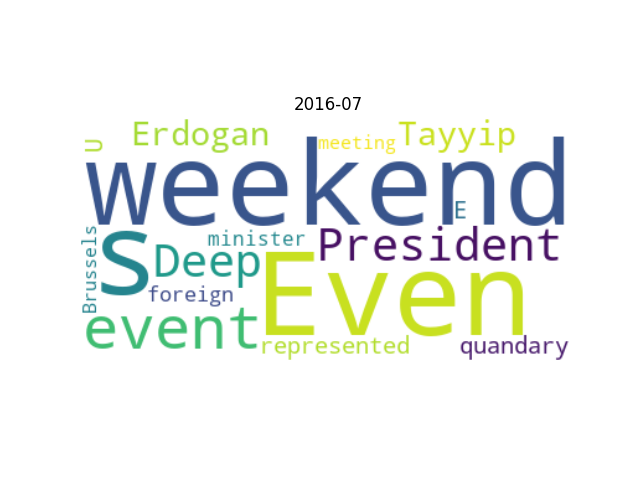 2016-07
U
Erdogan
meeting
Tayyip
weekend
E
Brussels
S
Deep
minister
President
foreign
Even
event
represented
quandary